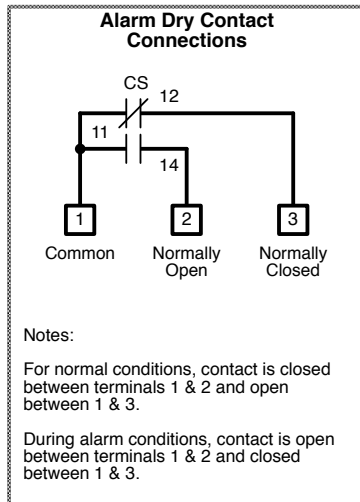 Alarm Dry Contact
Connections
CS
12
11
14
1
2
3
Common
Normally
Open
Normally
Closed
Notes:
For normal conditions, contact is closed
between terminals 1 & 2 and open
between 1 & 3.
During alarm conditions, contact is open
between terminals 1 & 2 and closed
between 1 & 3.